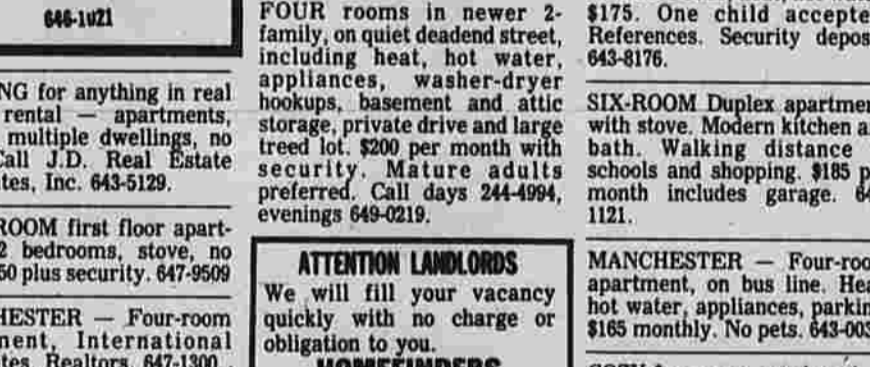 646-1021
NG for anything in real
rental — apartments,
multiple dwellings, no
Call J.D. Real Estate
tes, Inc. 643-5129.
ROOM first floor apart-
2 bedrooms, stove, no
50 plus security. 647-9509
HESTER — Four-room
ment, International
tes Realtors. 647-1300.
FOUR rooms in newer 2-
family, on quiet deadend street,
including heat, hot water,
appliances, washer-dryer
hookups, basement and attic
storage, private drive and large
treed lot. $200 per month with
security. Mature adults
preferred. Call days 244-4994,
evenings 649-0219.
ATTENTION LANDLORDS
We will fill your vacancy
quickly with no charge or
obligation to you.
HOMEFINDERS
$175. One child accepte
References. Security depos
643-8176.
SIX-ROOM Duplex apartmen
with stove. Modern kitchen a
bath. Walking distance
schools and shopping. $185 p
month includes garage. 64
1121.
MANCHESTER — Four-roo
apartment, on bus line. Hea
hot water, appliances, parkin
$165 monthly. No pets. 643-003